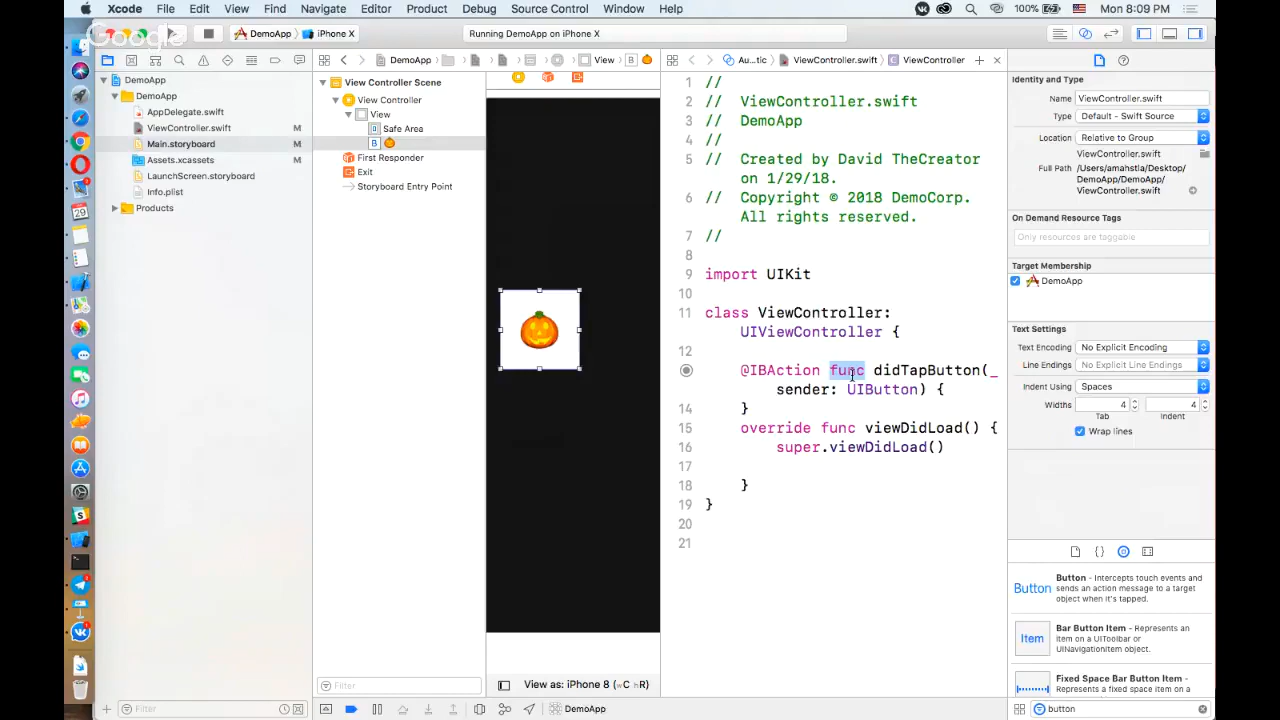 Xcode File Edit View Find Navigate Editor Product Debug Source Control Window Help 100% Mon 8:09 PM
Google
DemoApp iPhone X
Running DemoApp on iPhone X
DemoApp View B
Au...tic ViewController.swift ViewController
DemoApp
DemoApp
AppDelegate.swift
ViewController.swift M
Main.storyboard M
Assets.xcassets M
LaunchScreen.storyboard
Info.plist
Products
Filter
View Controller Scene
View Controller
View
Safe Area
B
First Responder
Exit
Storyboard Entry Point
Filter
View as: iPhone 8 (wC hR)
DemoApp
1 //
2 // ViewController.swift
3 // DemoApp
4 //
5 // Created by David TheCreator
on 1/29/18.
6 // Copyright © 2018 DemoCorp.
All rights reserved.
7 //
8
9 import UIKit
10
11 class ViewController:
UIViewController {
12
@IBAction func didTapButton(_
sender: UIButton) {
14 }
15 override func viewDidLoad() {
16 super.viewDidLoad()
17
18 }
19 }
20
21
Identity and Type
Name ViewController.swift
Type Default - Swift Source
Location Relative to Group
ViewController.swift
Full Path /Users/amahstla/Desktop/
DemoApp/DemoApp/
ViewController.swift
On Demand Resource Tags
Only resources are taggable
Target Membership
DemoApp
Text Settings
Text Encoding No Explicit Encoding
Line Endings No Explicit Line Endings
Indent Using Spaces
Widths 4 4
Tab Indent
Wrap lines
Button
Button - Intercepts touch events and
sends an action message to a target
object when it's tapped.
Item
Bar Button Item - Represents an
item on a UIToolbar or
UINavigationItem object.
Fixed Space Bar Button Item -
Represents a fixed space item on a
button